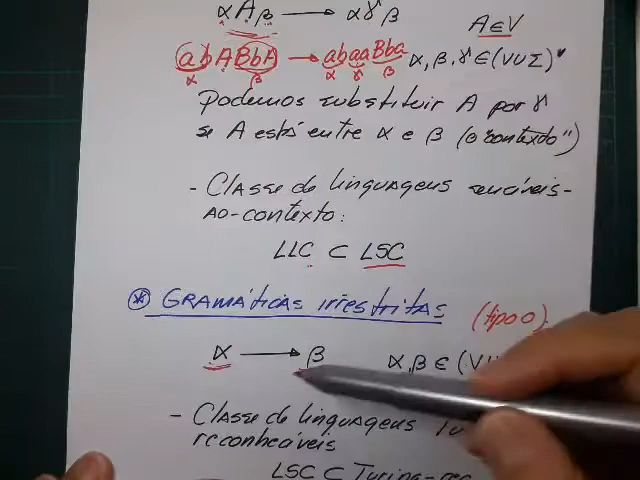 αAβ → αγβ
A∈V
abABbA → abaaBba α,β,γ∈(V∪Σ)*
α β α γ β
Podemos substituir A por γ
se A está entre α e β (o "contexto")
- Classe de linguagens sensíveis-
ao-contexto:
LLC ⊂ LSC
* Gramáticas irrestritas (tipo 0)
α → β α,β ∈ (V∪
- Classe de linguagens
reconhecíveis
LSC ⊂ Turing-rec